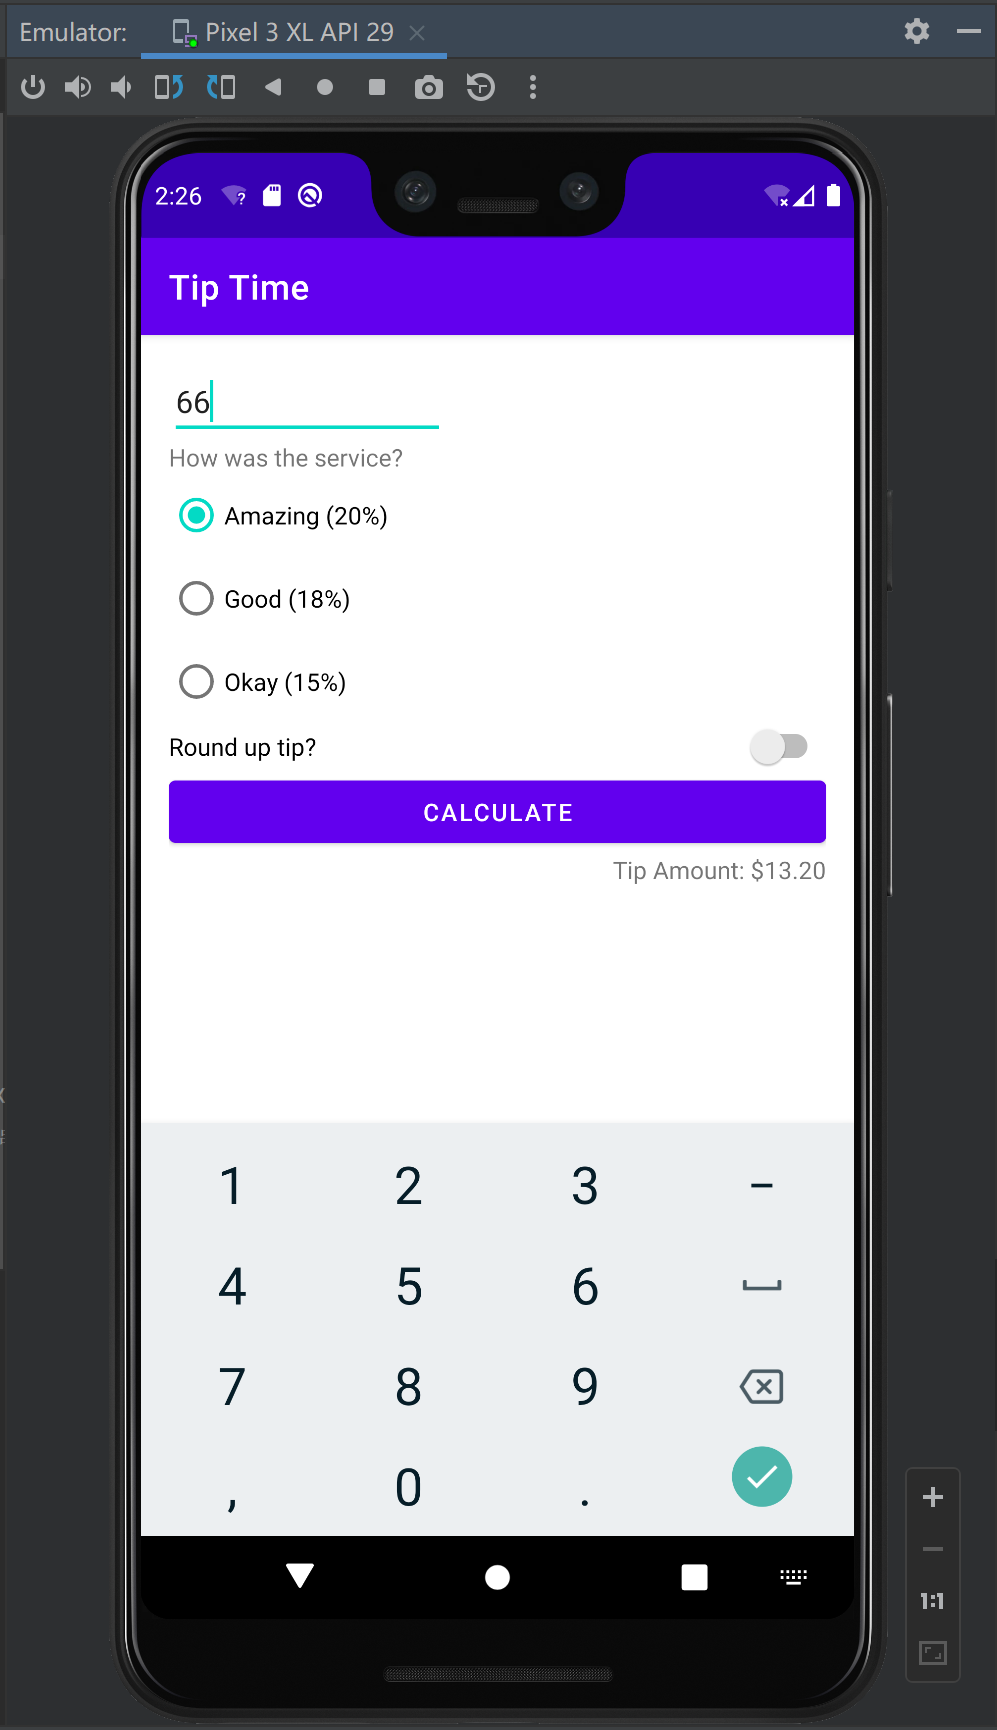 Emulator: Pixel 3 XL API 29
2:26
Tip Time
66
How was the service?
Amazing (20%)
Good (18%)
Okay (15%)
Round up tip?
CALCULATE
Tip Amount: $13.20
1 2 3 -
4 5 6
7 8 9
, 0 .
1:1